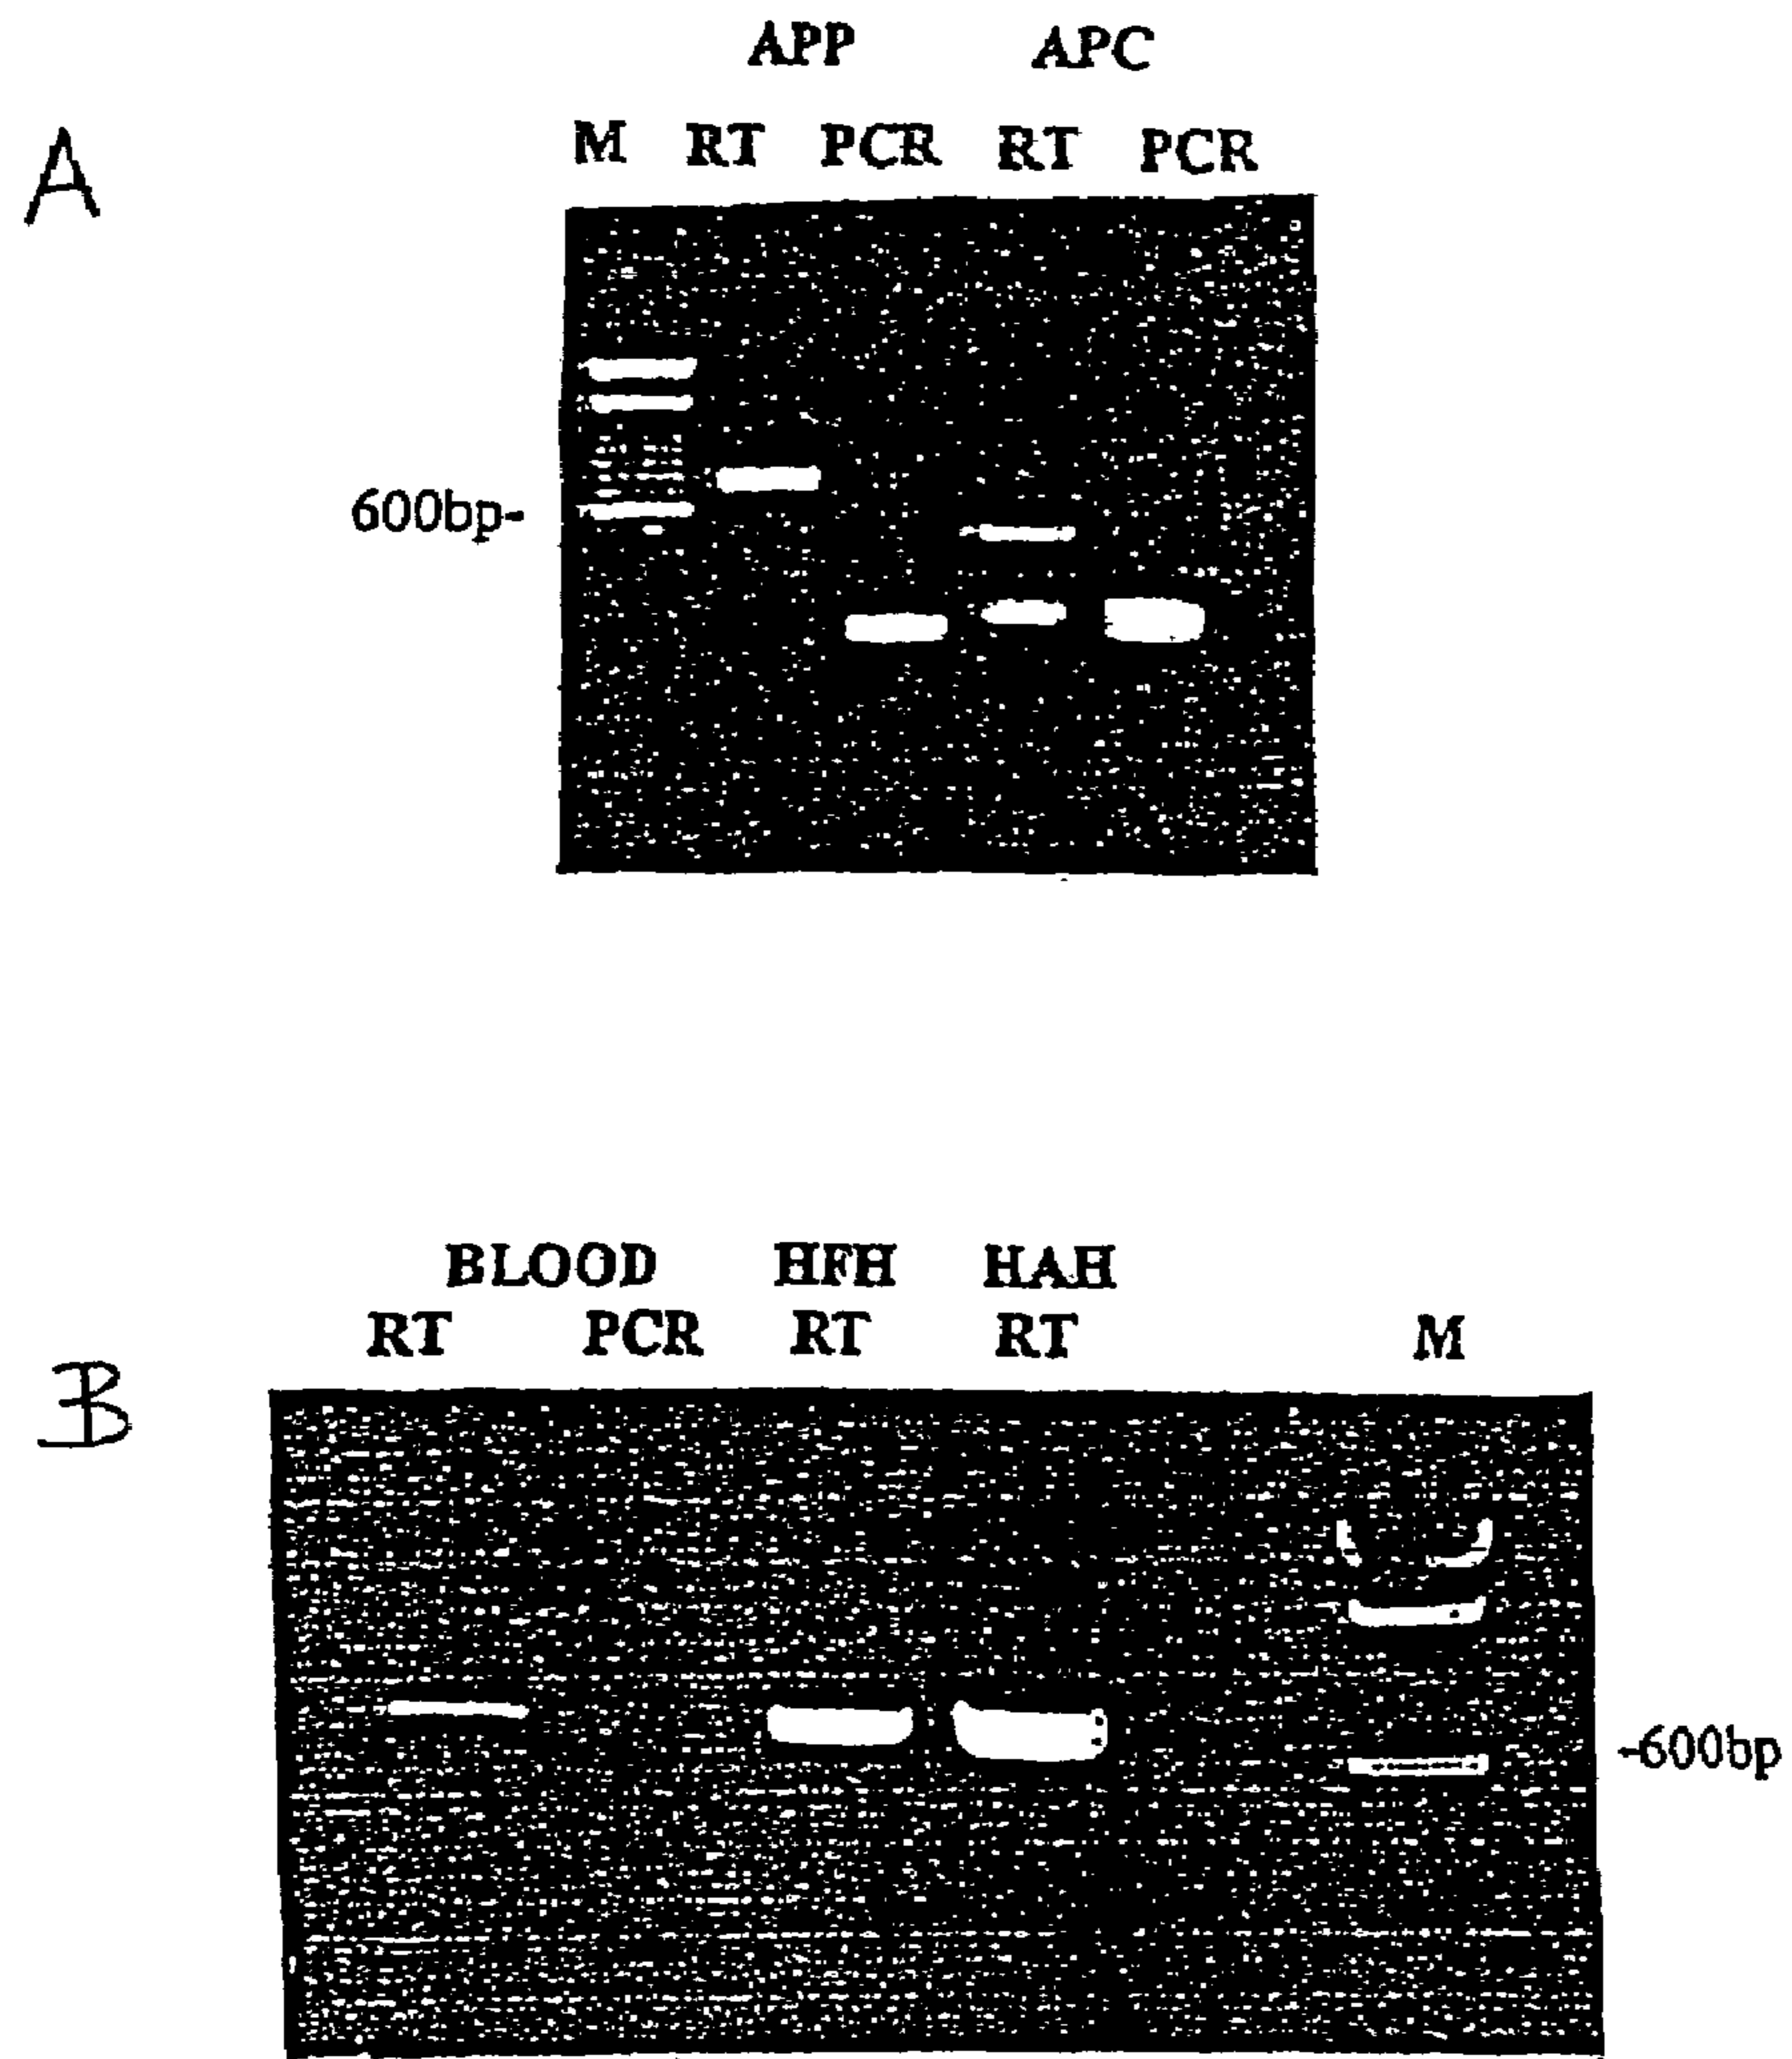 APP APC
A
M RT PCR RT PCR
600bp-
BLOOD HFH HAH
RT PCR RT RT M
B
-600bp